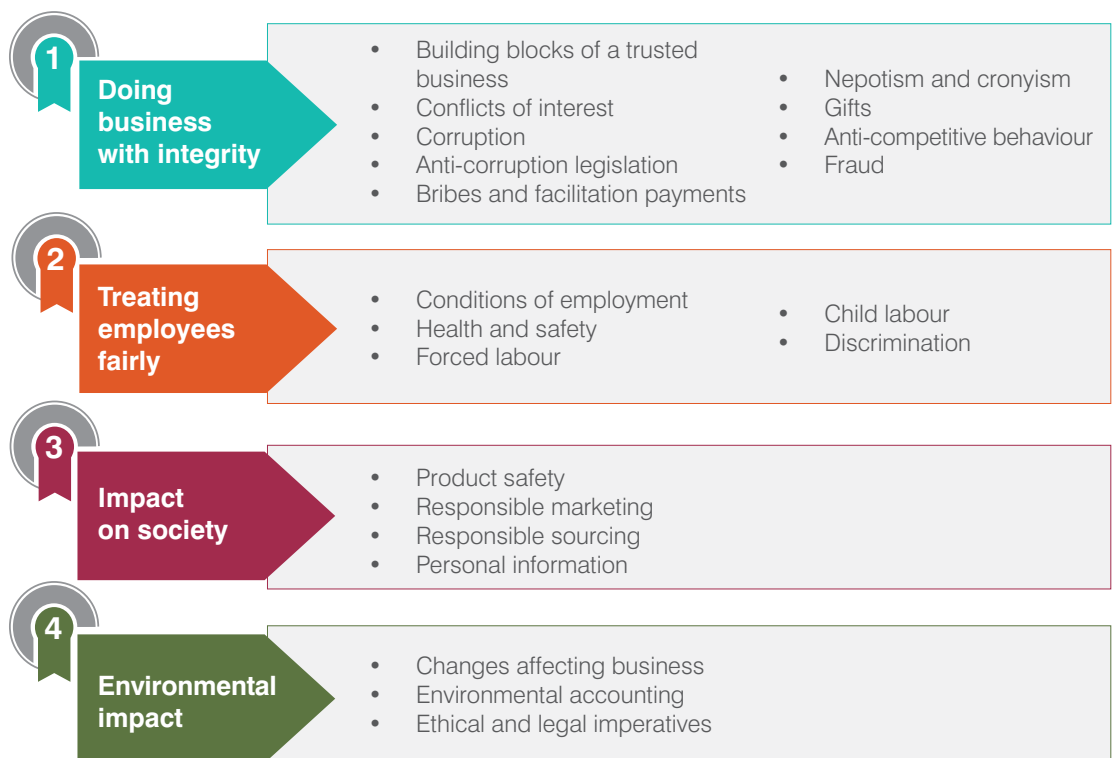 1
Doing
business
with integrity
• Building blocks of a trusted
business
• Conflicts of interest
• Corruption
• Anti-corruption legislation
• Bribes and facilitation payments
• Nepotism and cronyism
• Gifts
• Anti-competitive behaviour
• Fraud
2
Treating
employees
fairly
• Conditions of employment
• Health and safety
• Forced labour
• Child labour
• Discrimination
3
Impact
on society
• Product safety
• Responsible marketing
• Responsible sourcing
• Personal information
4
Environmental
impact
• Changes affecting business
• Environmental accounting
• Ethical and legal imperatives